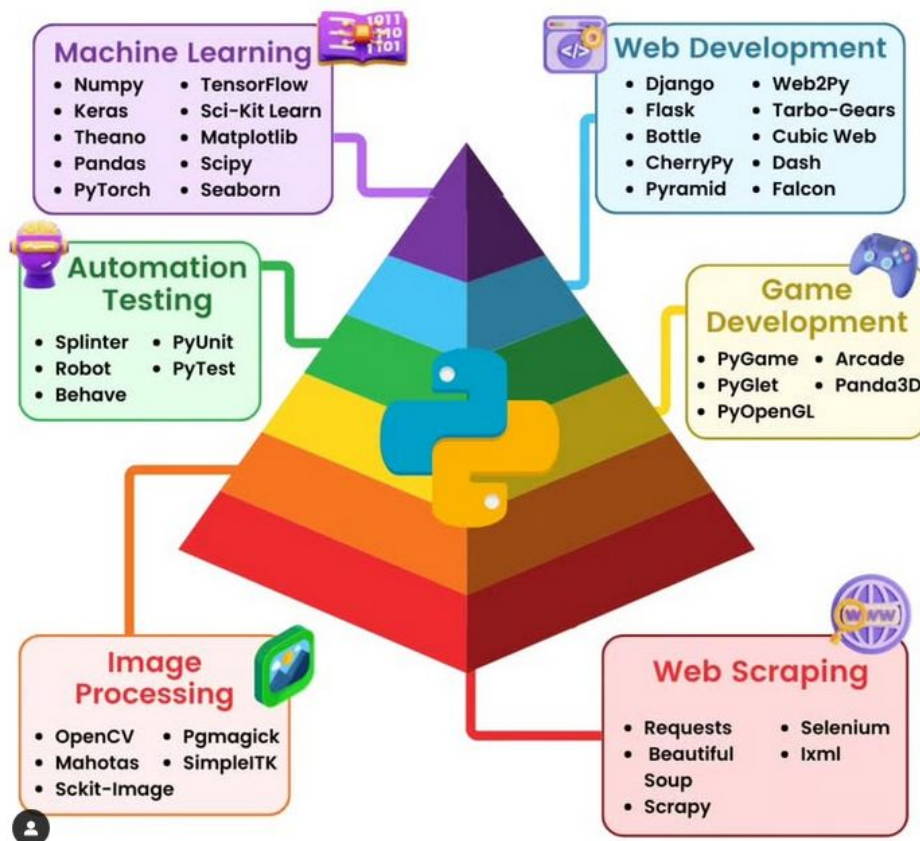 1011
110
1101
Machine Learning
• Numpy
• Keras
• Theano
• Pandas
• PyTorch
• TensorFlow
• Sci-Kit Learn
• Matplotlib
• Scipy
• Seaborn
</>
Web Development
• Django
• Flask
• Bottle
• CherryPy
• Pyramid
• Web2Py
• Tarbo-Gears
• Cubic Web
• Dash
• Falcon
Automation
Testing
• Splinter
• Robot
• Behave
• PyUnit
• PyTest
Game
Development
• PyGame
• PyGlet
• PyOpenGL
• Arcade
• Panda3D
Image
Processing
• OpenCV
• Mahotas
• Sckit-Image
• Pgmagick
• SimpleITK
www
Web Scraping
• Requests
• Beautiful
Soup
• Scrapy
• Selenium
• lxml